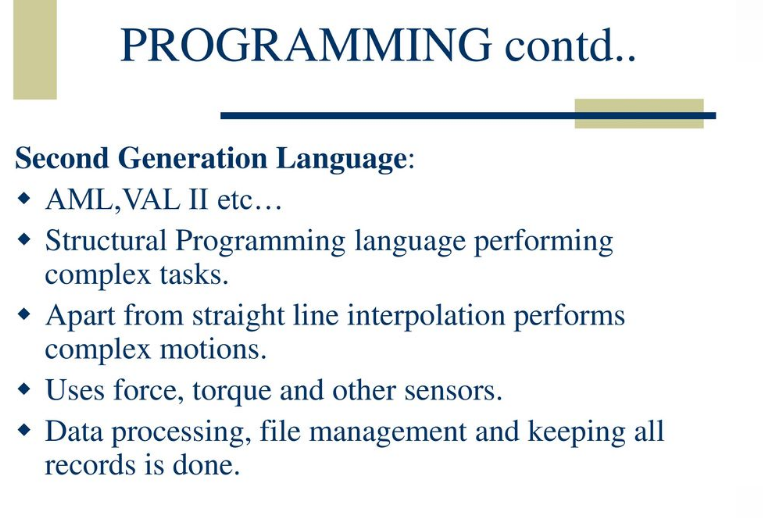 PROGRAMMING contd..
Second Generation Language:
◆ AML,VAL II etc…
◆ Structural Programming language performing
complex tasks.
◆ Apart from straight line interpolation performs
complex motions.
◆ Uses force, torque and other sensors.
◆ Data processing, file management and keeping all
records is done.